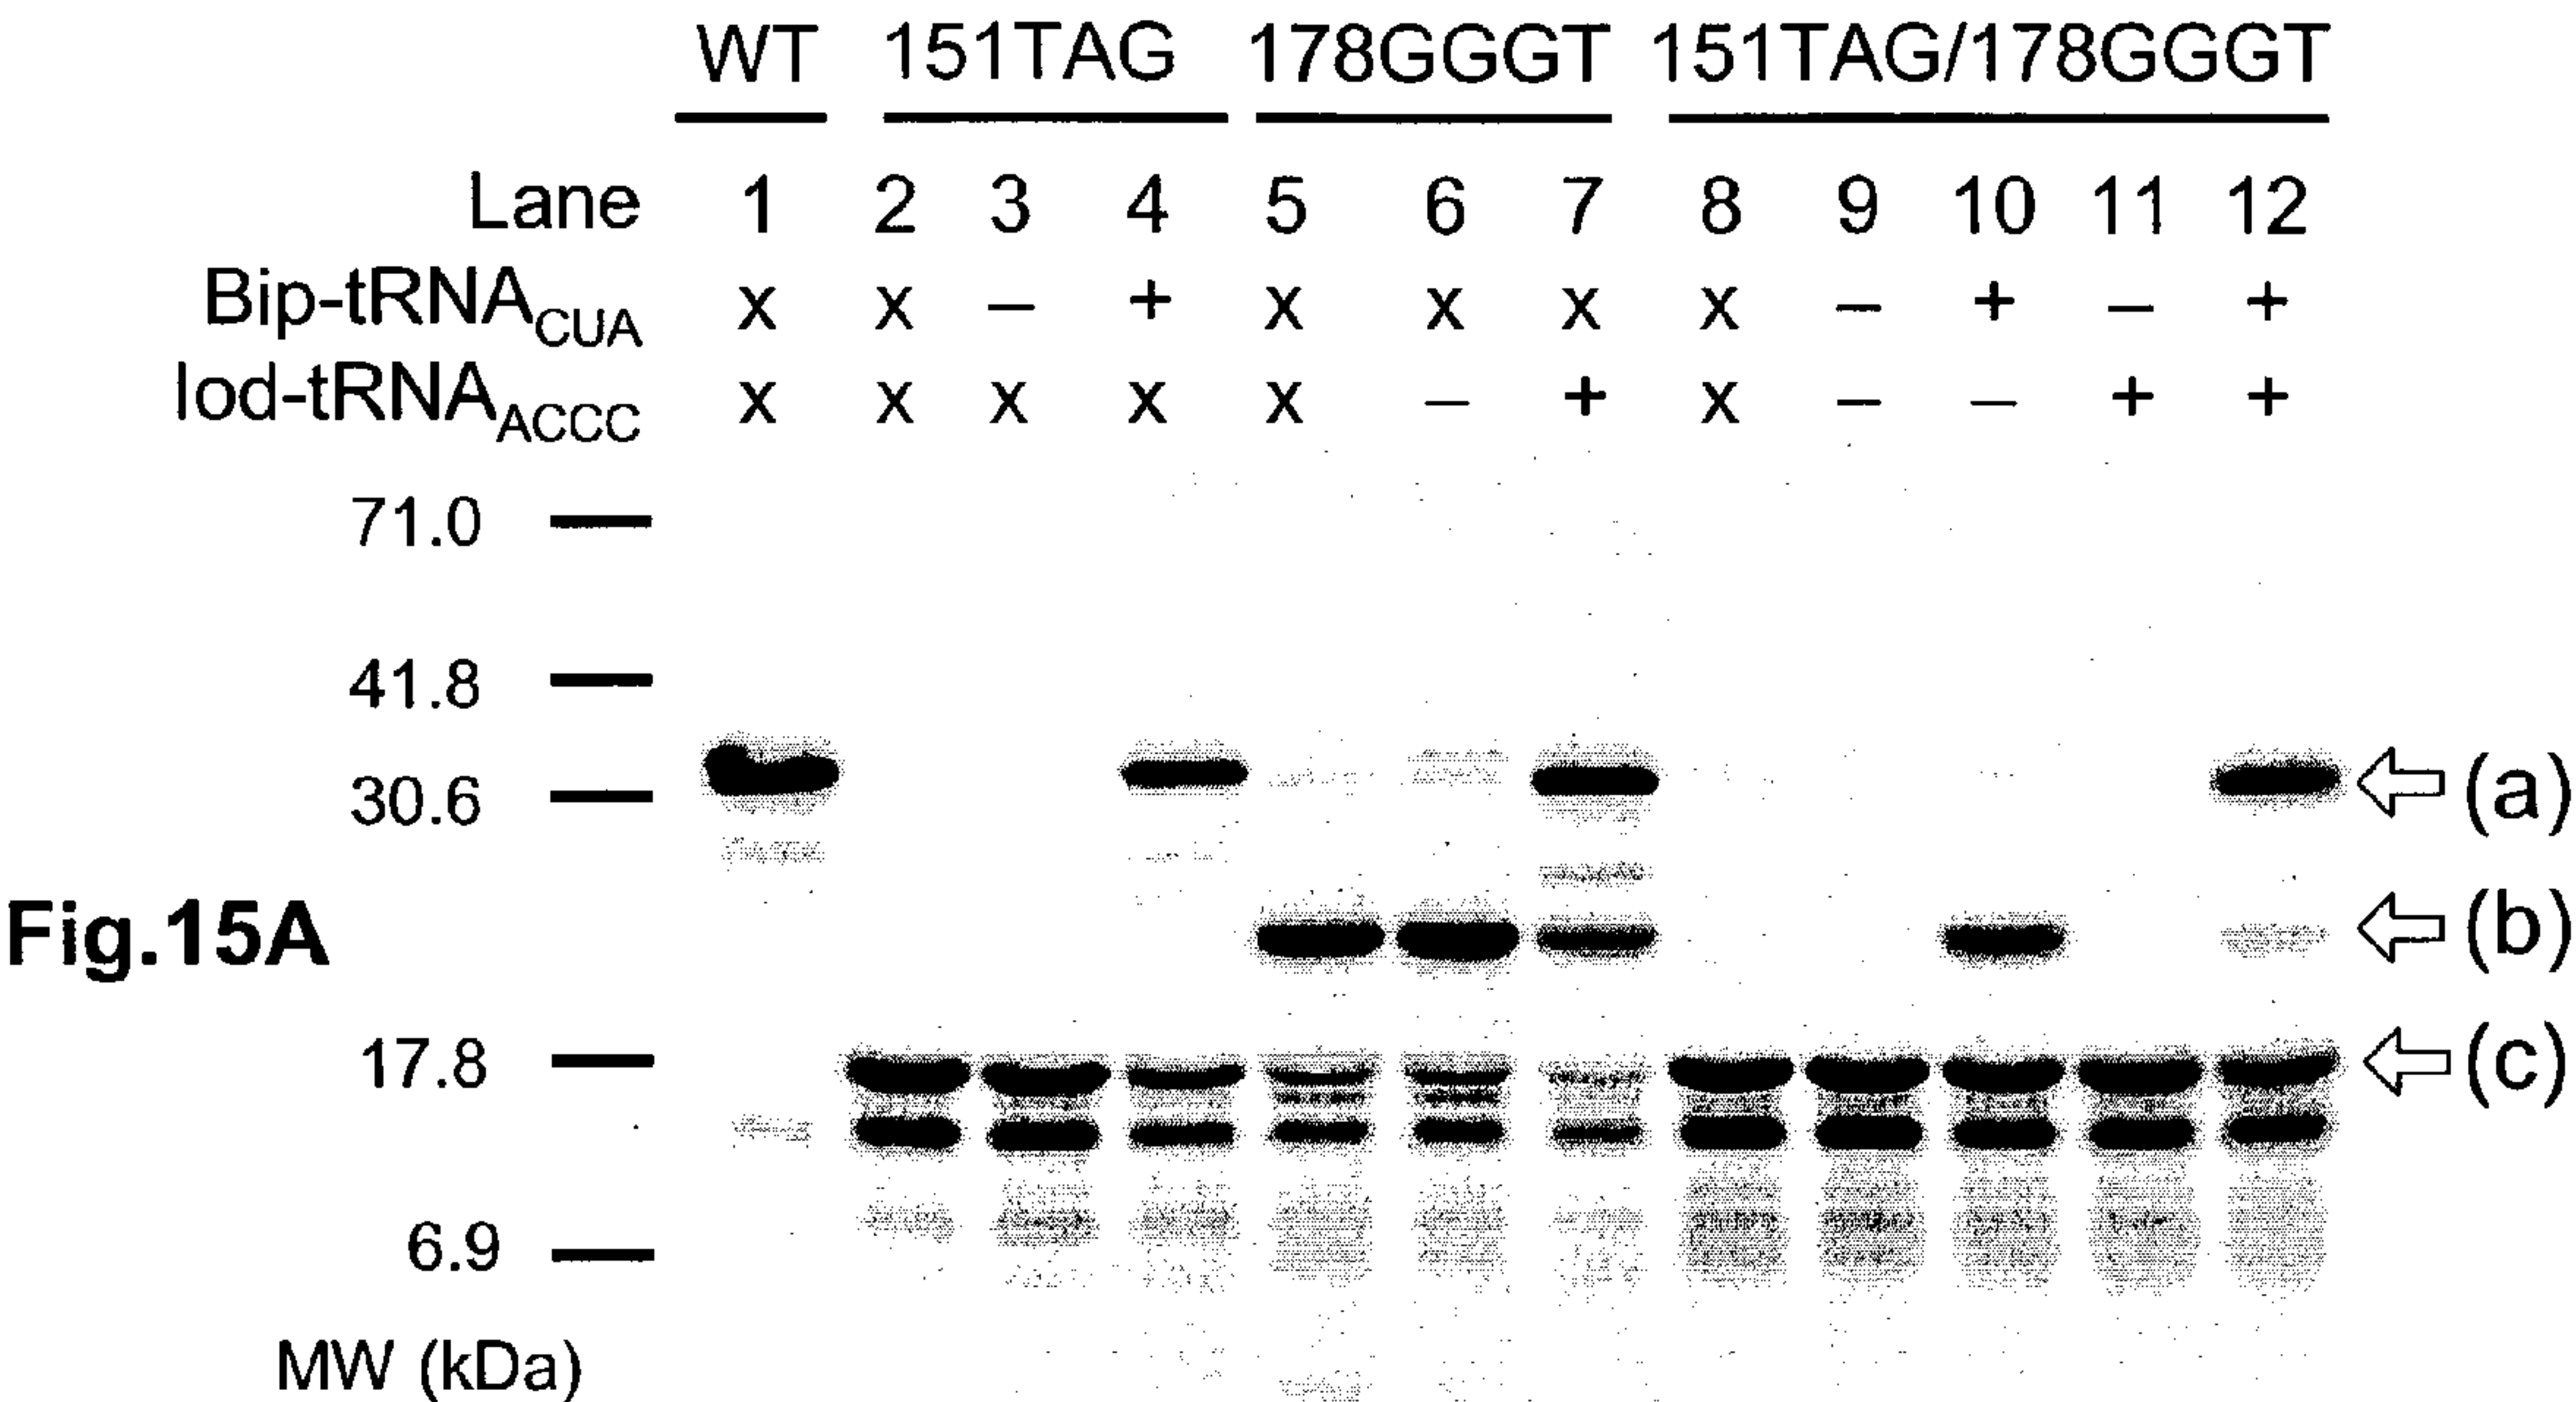 WT 151TAG 178GGGT 151TAG/178GGGT
Lane 1 2 3 4 5 6 7 8 9 10 11 12
Bip-tRNACUA x x – + x x x x – + – +
Iod-tRNAACCC x x x x x – + x – – + +
71.0
41.8
30.6 (a)
Fig.15A (b)
17.8 (c)
6.9
MW (kDa)